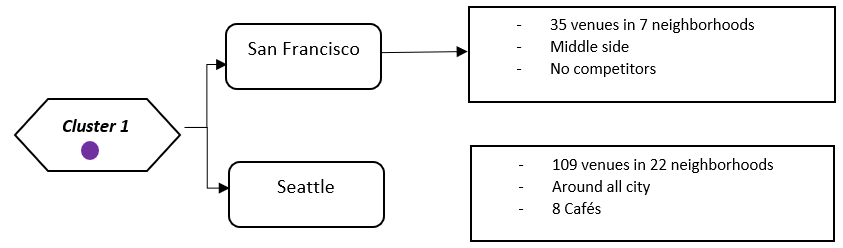 San Francisco
- 35 venues in 7 neighborhoods
- Middle side
- No competitors
Cluster 1
Seattle
- 109 venues in 22 neighborhoods
- Around all city
- 8 Cafés